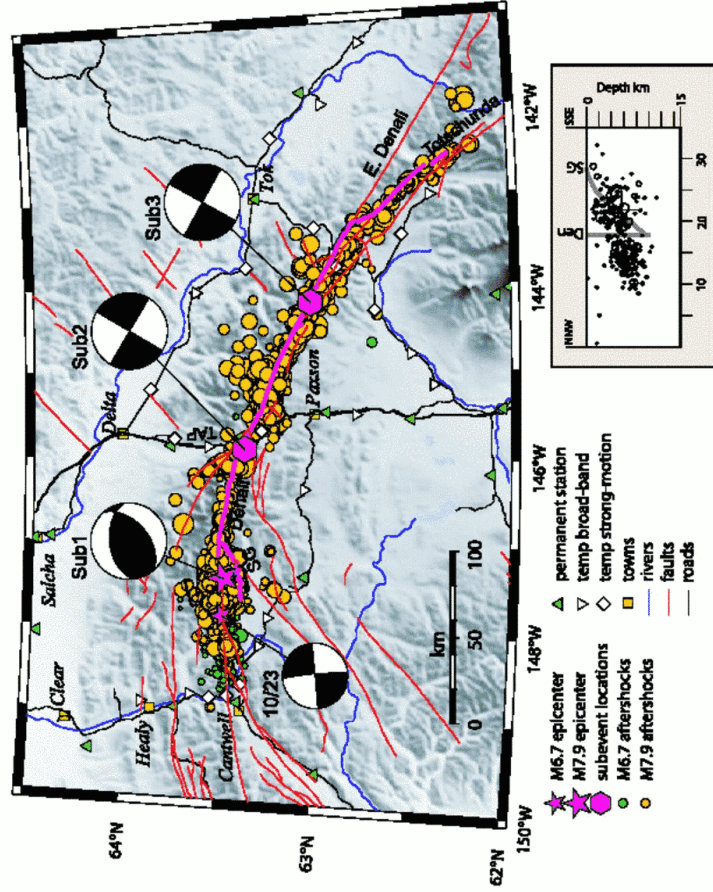 64°N
63°N
62°N
150°W
148°W
146°W
144°W
142°W
Clear
Salcha
Delta
Healy
Cantwell
Paxson
Tok
Sub1
Sub2
Sub3
10/23
TAP
Denali
SG
E. Denali
Totschunda
km
0 50 100
M6.7 epicenter
M7.9 epicenter
subevent locations
M6.7 aftershocks
M7.9 aftershocks
permanent station
temp broad-band
temp strong-motion
towns
rivers
faults
roads
NNW
SSE
Depth km
0
15
10 20 30